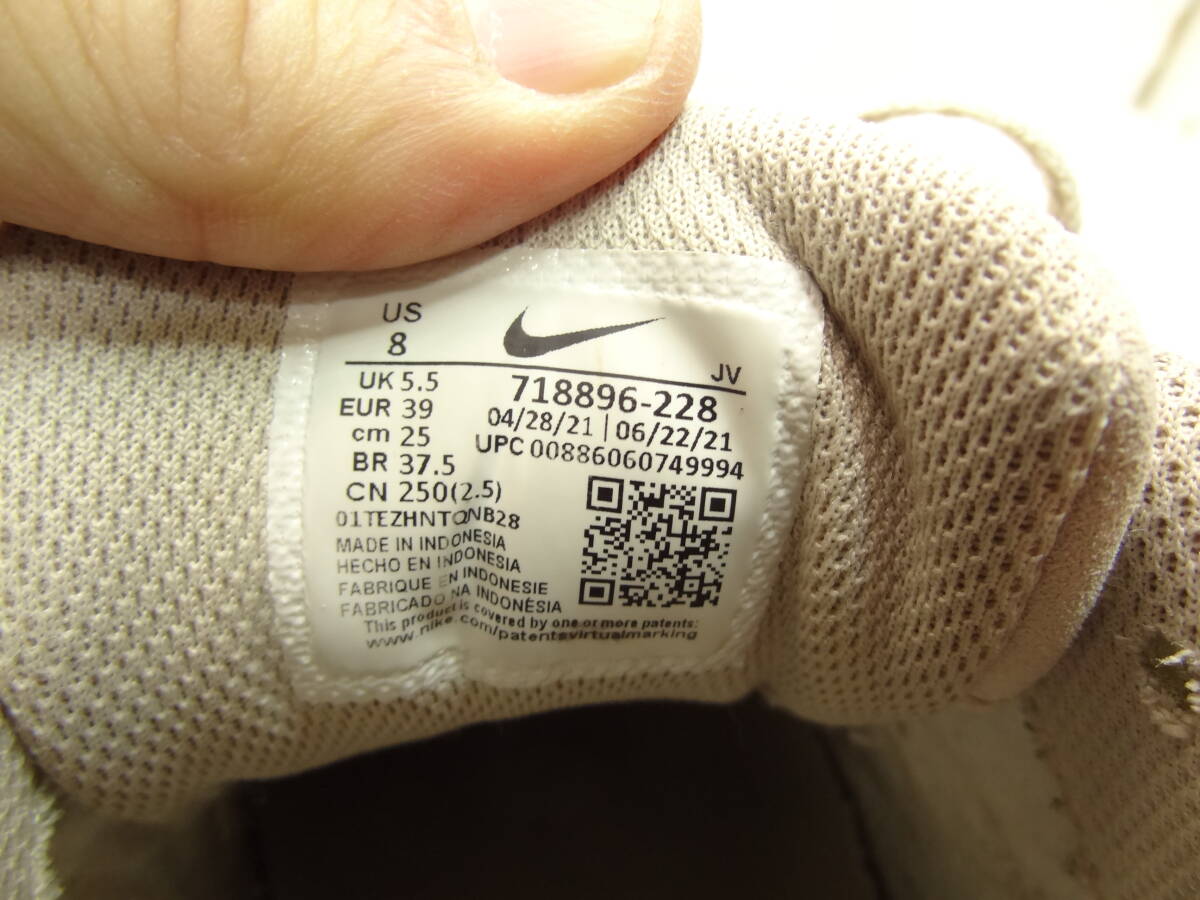 US
8
JV
UK 5.5
EUR 39
cm 25
BR 37.5
CN 250(2.5)
718896-228
04/28/21 | 06/22/21
UPC 00886060749994
01TEZHNTQNB28
MADE IN INDONESIA
HECHO EN INDONESIA
FABRIQUE EN INDONESIE
FABRICADO NA INDONÉSIA
This product is covered by one or more patents:
www.nike.com/patentsvirtualmarking